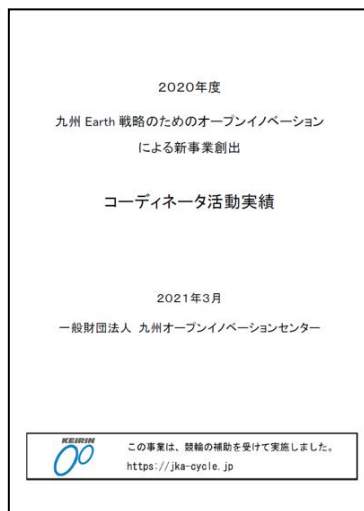 2020年度
九州 Earth 戦略のためのオープンイノベーション
による新事業創出
コーディネータ活動実績
2021年3月
一般財団法人 九州オープンイノベーションセンター
KEIRIN
この事業は、競輪の補助を受けて実施しました。
https://jka-cycle.jp